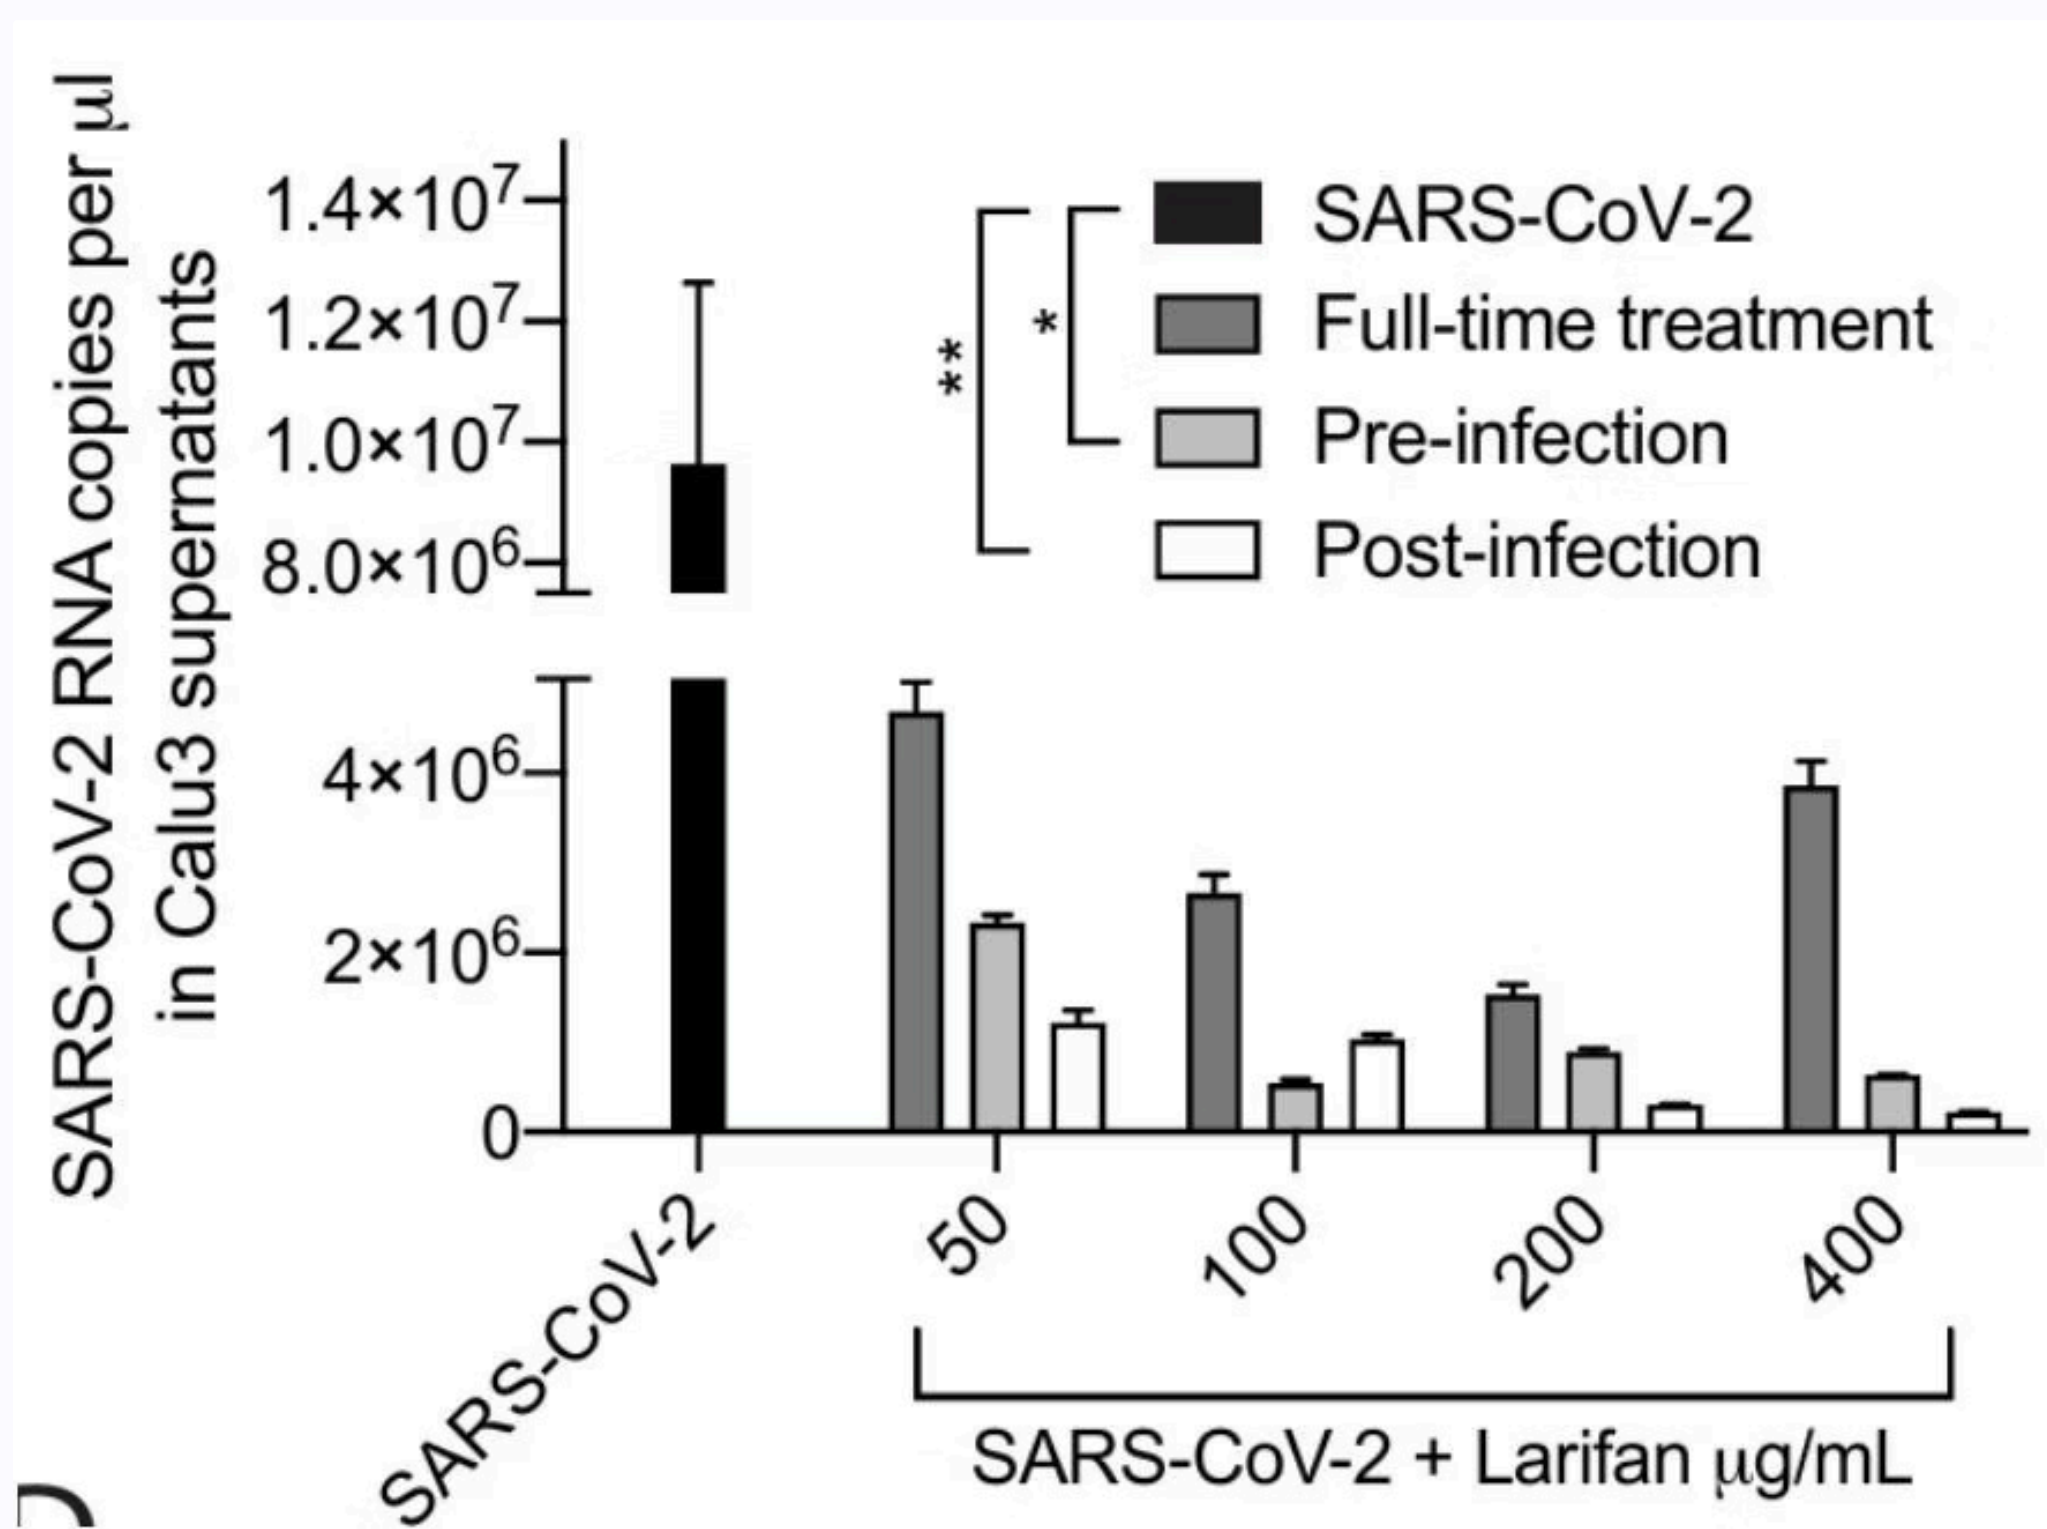 SARS-CoV-2 RNA copies per μl
in Calu3 supernatants
1.4×10⁷
1.2×10⁷
1.0×10⁷
8.0×10⁶
4×10⁶
2×10⁶
0
**
*
SARS-CoV-2
Full-time treatment
Pre-infection
Post-infection
SARS-CoV-2
50
100
200
400
SARS-CoV-2 + Larifan μg/mL